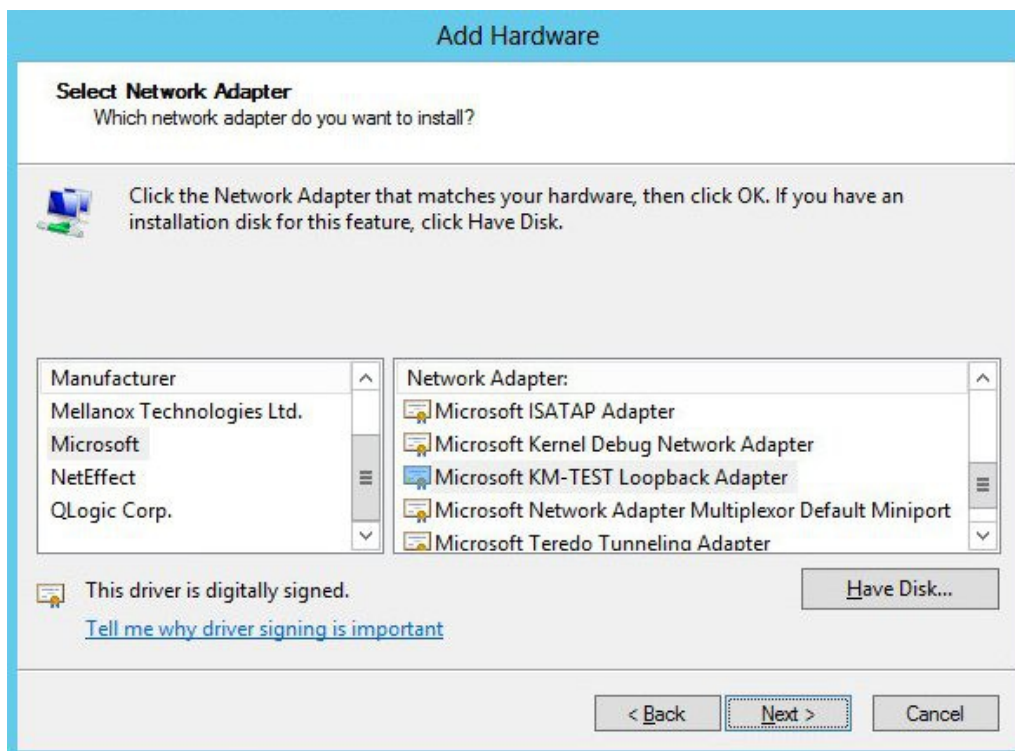 Add Hardware
Select Network Adapter
Which network adapter do you want to install?
Click the Network Adapter that matches your hardware, then click OK. If you have an
installation disk for this feature, click Have Disk.
Manufacturer
Mellanox Technologies Ltd.
Microsoft
NetEffect
QLogic Corp.
Network Adapter:
Microsoft ISATAP Adapter
Microsoft Kernel Debug Network Adapter
Microsoft KM-TEST Loopback Adapter
Microsoft Network Adapter Multiplexor Default Miniport
Microsoft Teredo Tunneling Adapter
This driver is digitally signed.
Have Disk...
Tell me why driver signing is important
< Back
Next >
Cancel